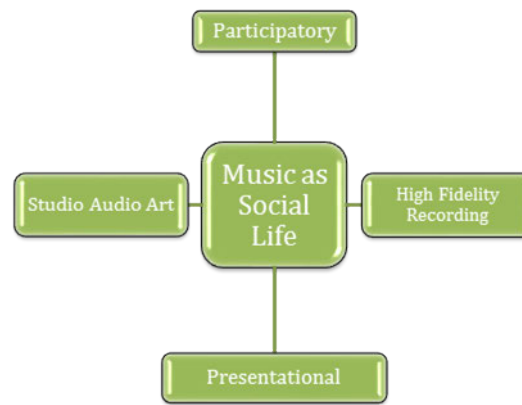 Participatory
Studio Audio Art
Music as
Social
Life
High Fidelity
Recording
Presentational